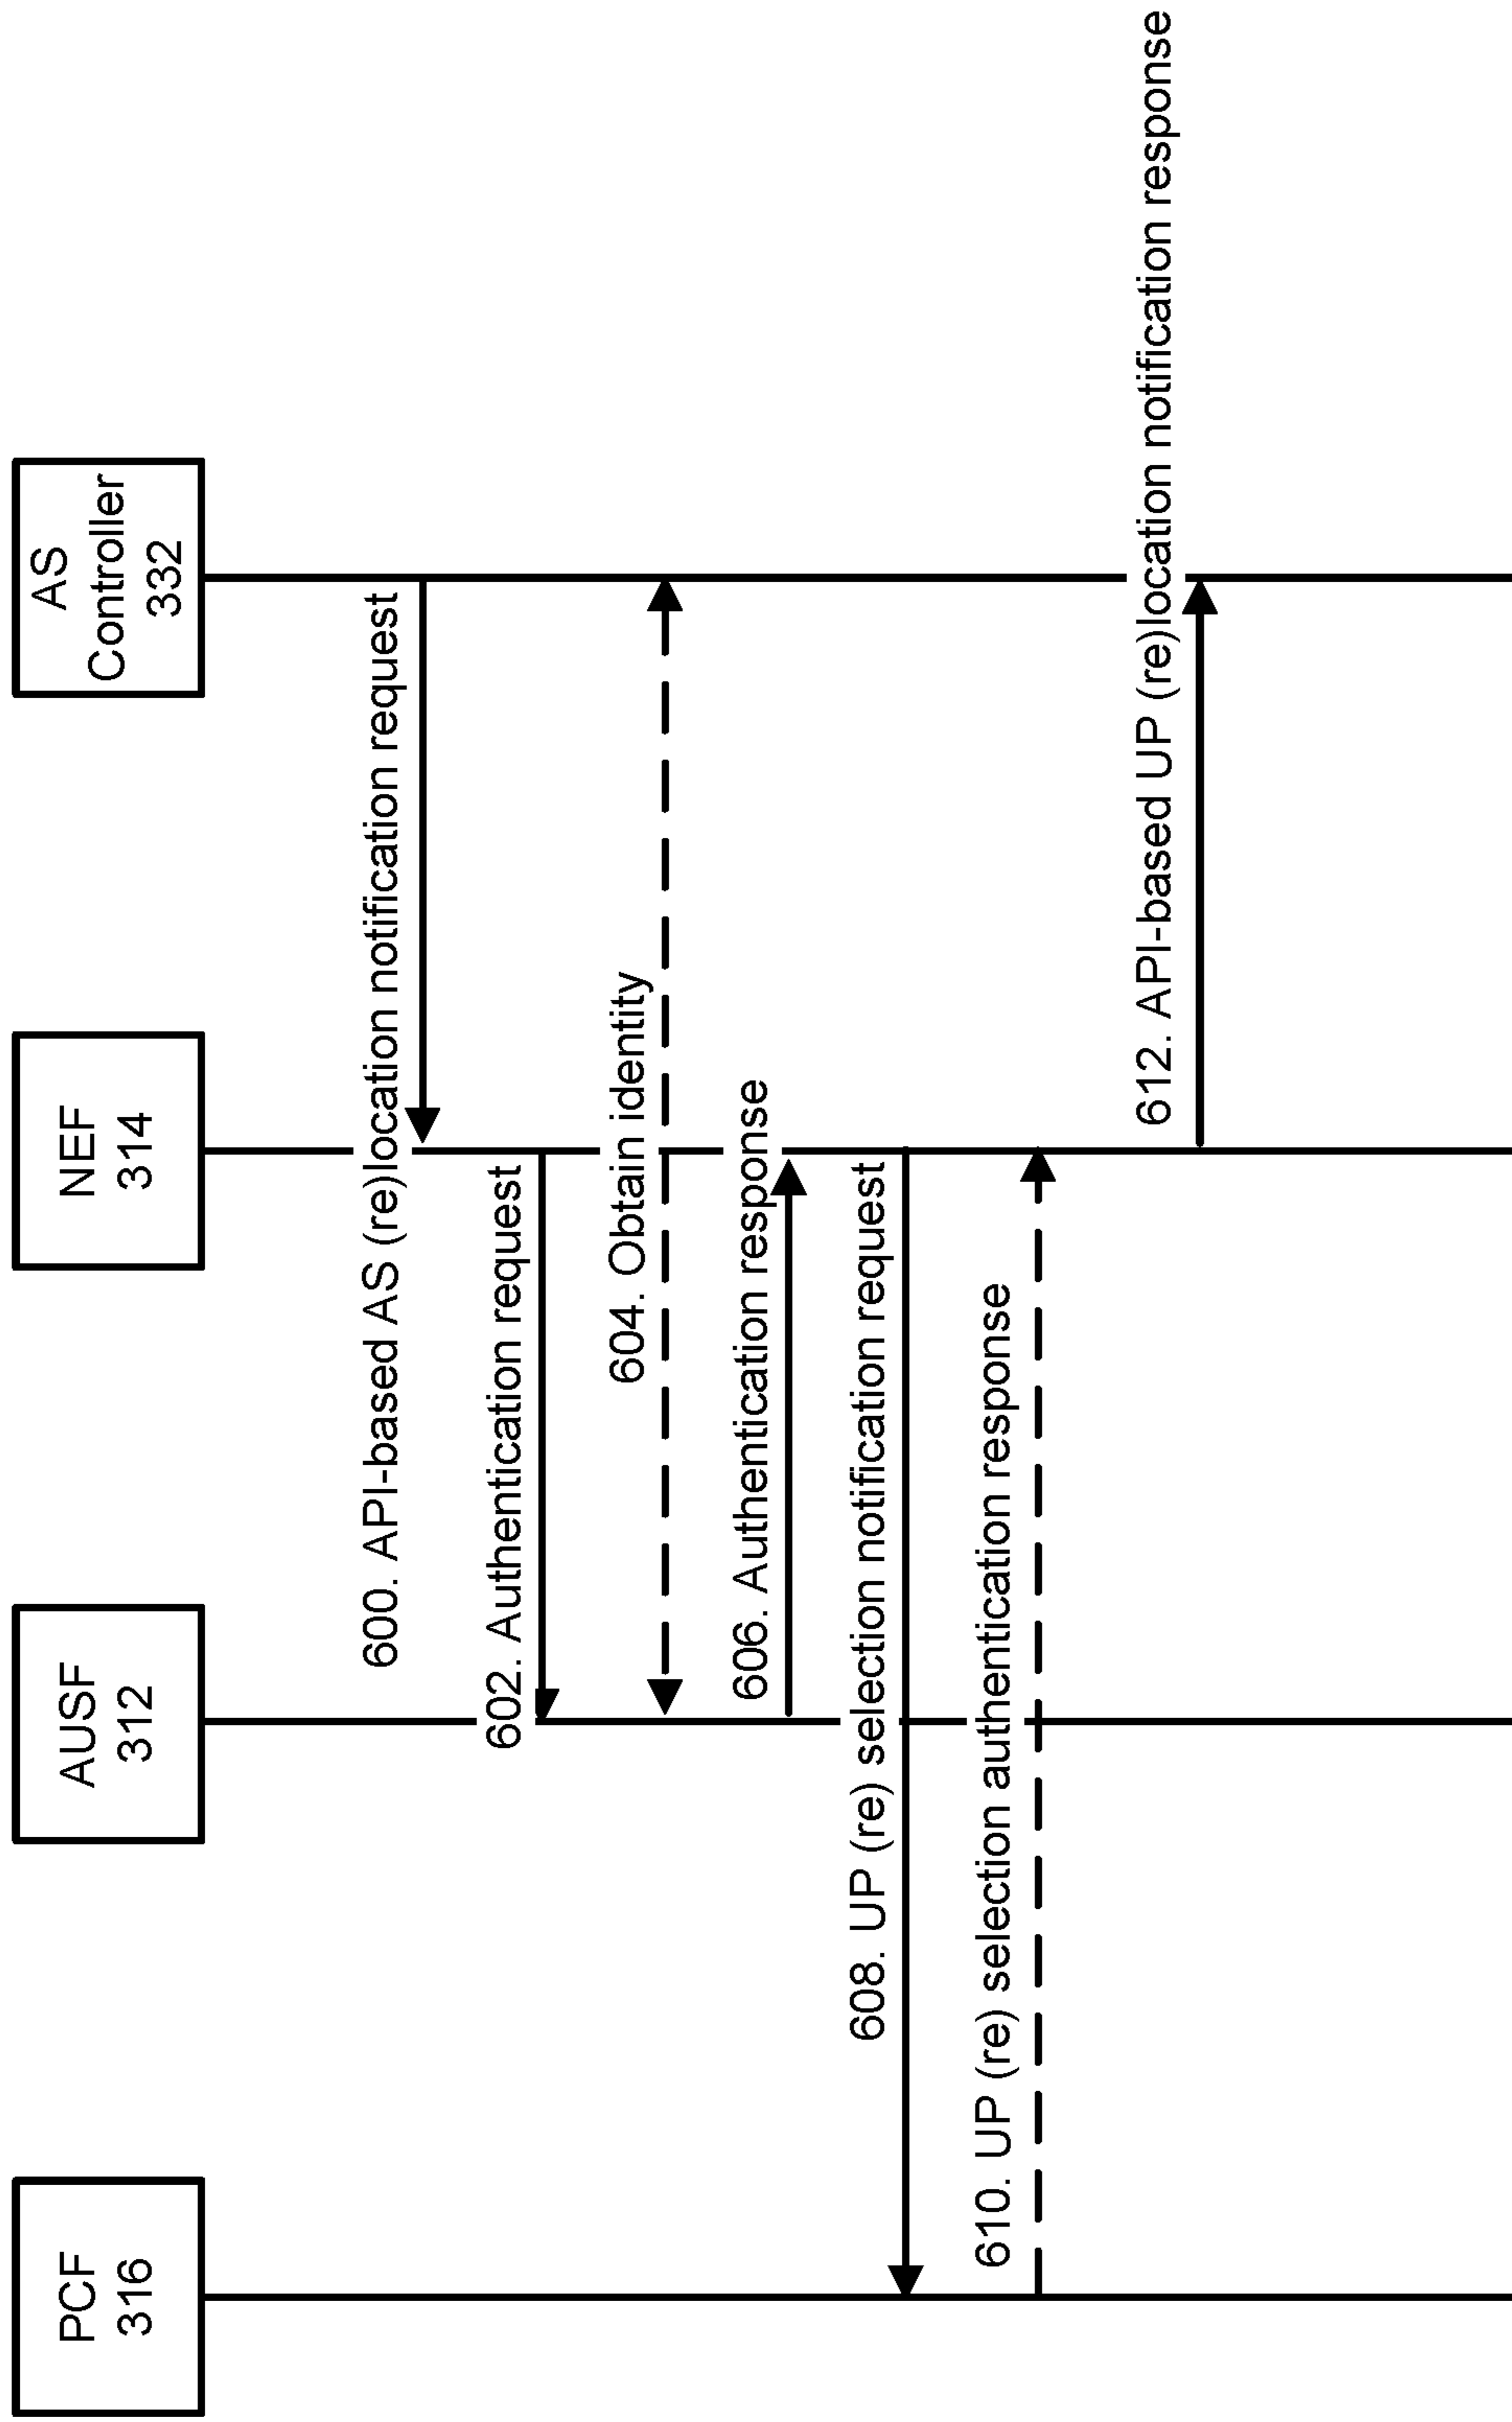 PCF
316
AUSF
312
NEF
314
AS
Controller
332
600. API-based AS (re)location notification request
602. Authentication request
604. Obtain identity
606. Authentication response
608. UP (re) selection notification request
610. UP (re) selection authentication response
612. API-based UP (re)location notification response